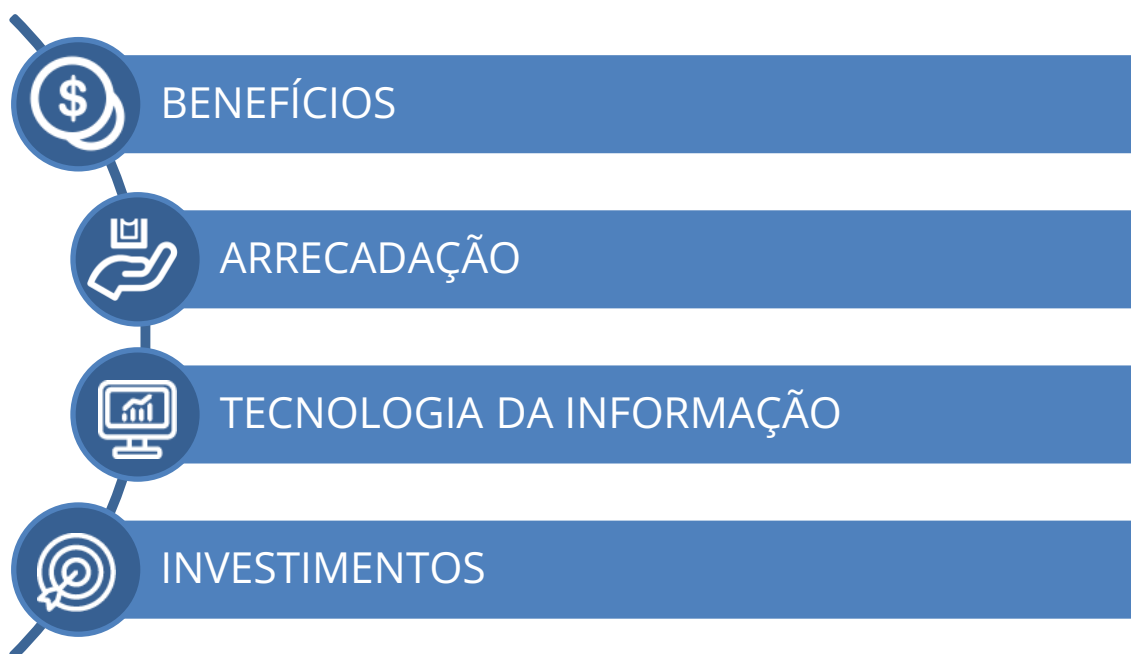 BENEFÍCIOS
ARRECADAÇÃO
TECNOLOGIA DA INFORMAÇÃO
INVESTIMENTOS